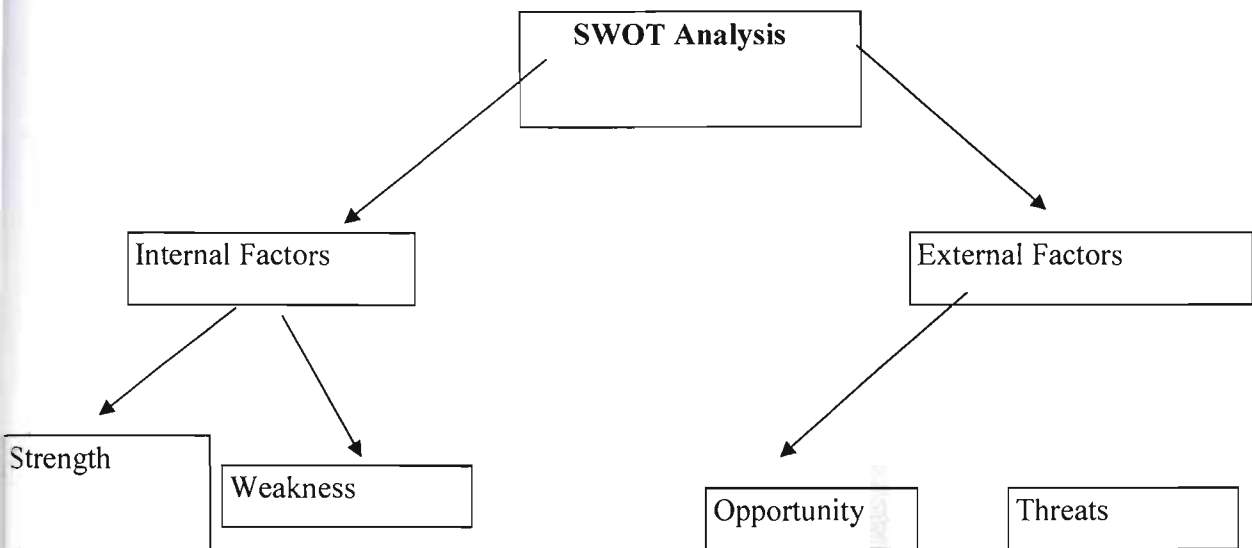 SWOT Analysis
Internal Factors
External Factors
Strength
Weakness
Opportunity
Threats